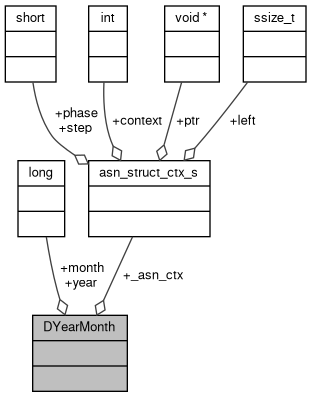 short
int
void *
ssize_t
+phase
+step
+context
+ptr
+left
long
asn_struct_ctx_s
+month
+year
+_asn_ctx
DYearMonth